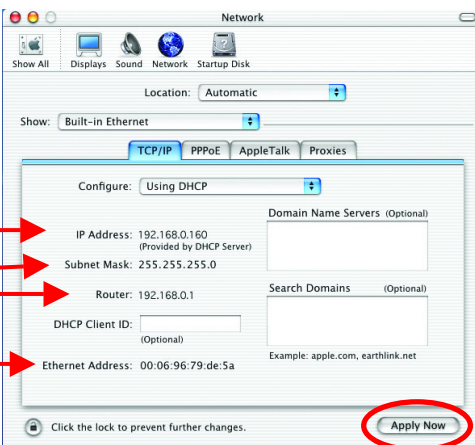 Network
Show All Displays Sound Network Startup Disk
Location: Automatic
Show: Built-in Ethernet
TCP/IP PPPoE AppleTalk Proxies
Configure: Using DHCP
Domain Name Servers (Optional)
IP Address: 192.168.0.160
(Provided by DHCP Server)
Subnet Mask: 255.255.255.0
Router: 192.168.0.1
Search Domains (Optional)
DHCP Client ID:
(Optional)
Example: apple.com, earthlink.net
Ethernet Address: 00:06:96:79:de:5a
Click the lock to prevent further changes.
Apply Now